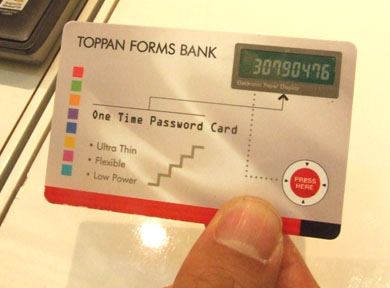 TOPPAN FORMS BANK
30790476
Electronic Paper Display
One Time Password Card
• Ultra Thin
• Flexible
• Low Power
PRESS
HERE